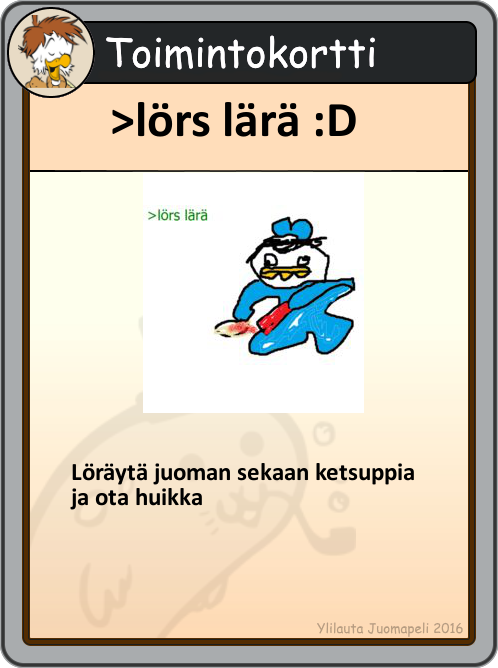 Toimintokortti
>lörs lärä :D
>lörs lärä
Löräytä juoman sekaan ketsuppia
ja ota huikka
Ylilauta Juomapeli 2016